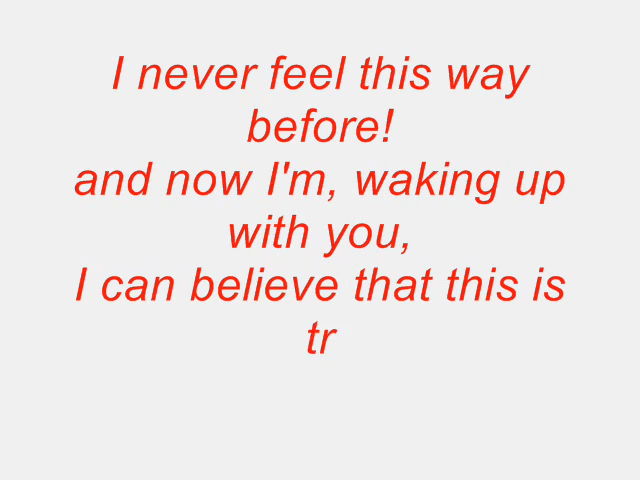 I never feel this way
before!
and now I'm, waking up
with you,
I can believe that this is
tr